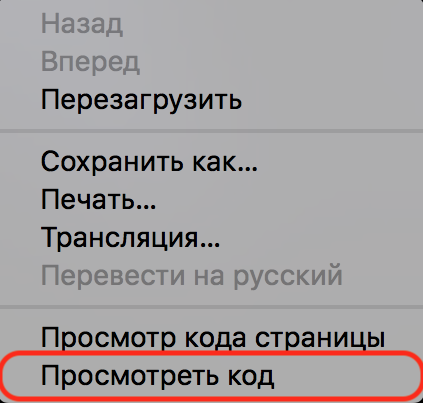 Назад
Вперед
Перезагрузить
Сохранить как...
Печать...
Трансляция...
Перевести на русский
Просмотр кода страницы
Просмотреть код